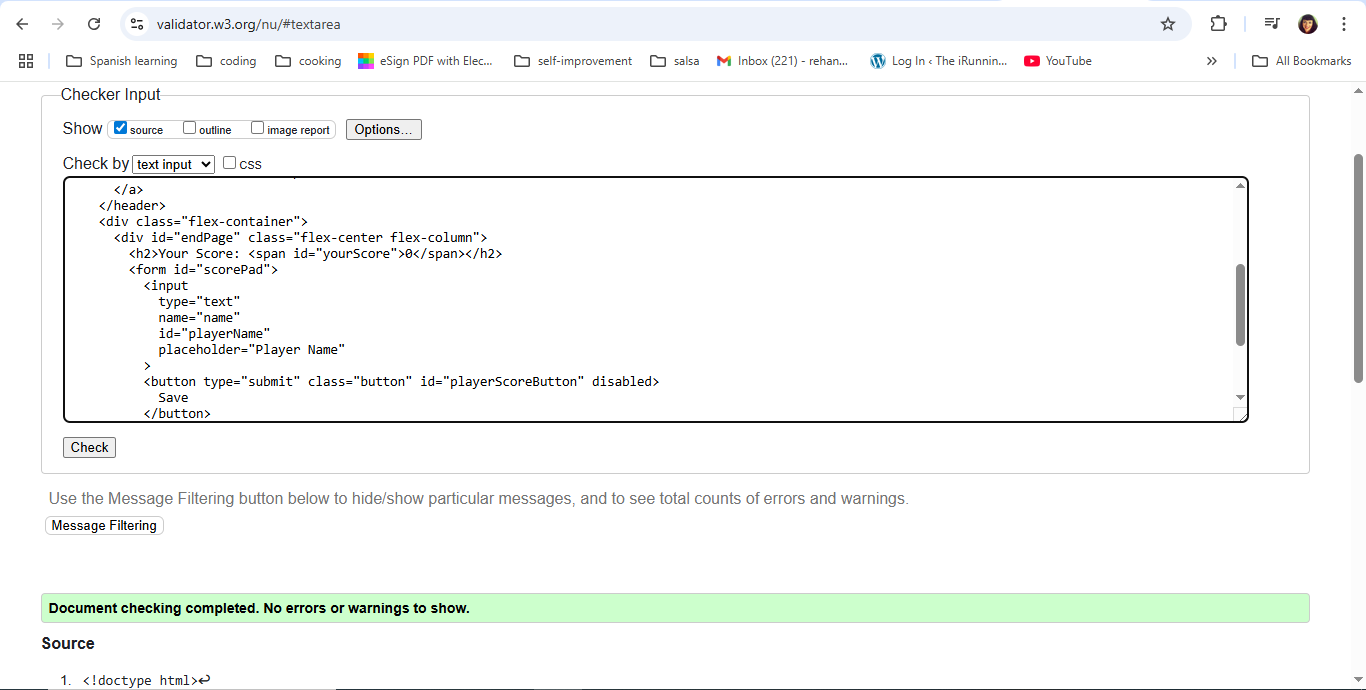 validator.w3.org/nu/#textarea
Spanish learning coding cooking eSign PDF with Elec... self-improvement salsa Inbox (221) - rehan... Log In ‹ The iRunnin... YouTube » All Bookmarks
Checker Input
Show source outline image report Options...
Check by text input css
</a>
</header>
<div class="flex-container">
<div id="endPage" class="flex-center flex-column">
<h2>Your Score: <span id="yourScore">0</span></h2>
<form id="scorePad">
<input
type="text"
name="name"
id="playerName"
placeholder="Player Name"
>
<button type="submit" class="button" id="playerScoreButton" disabled>
Save
</button>
Check
Use the Message Filtering button below to hide/show particular messages, and to see total counts of errors and warnings.
Message Filtering
Document checking completed. No errors or warnings to show.
Source
1. <!doctype html>↩